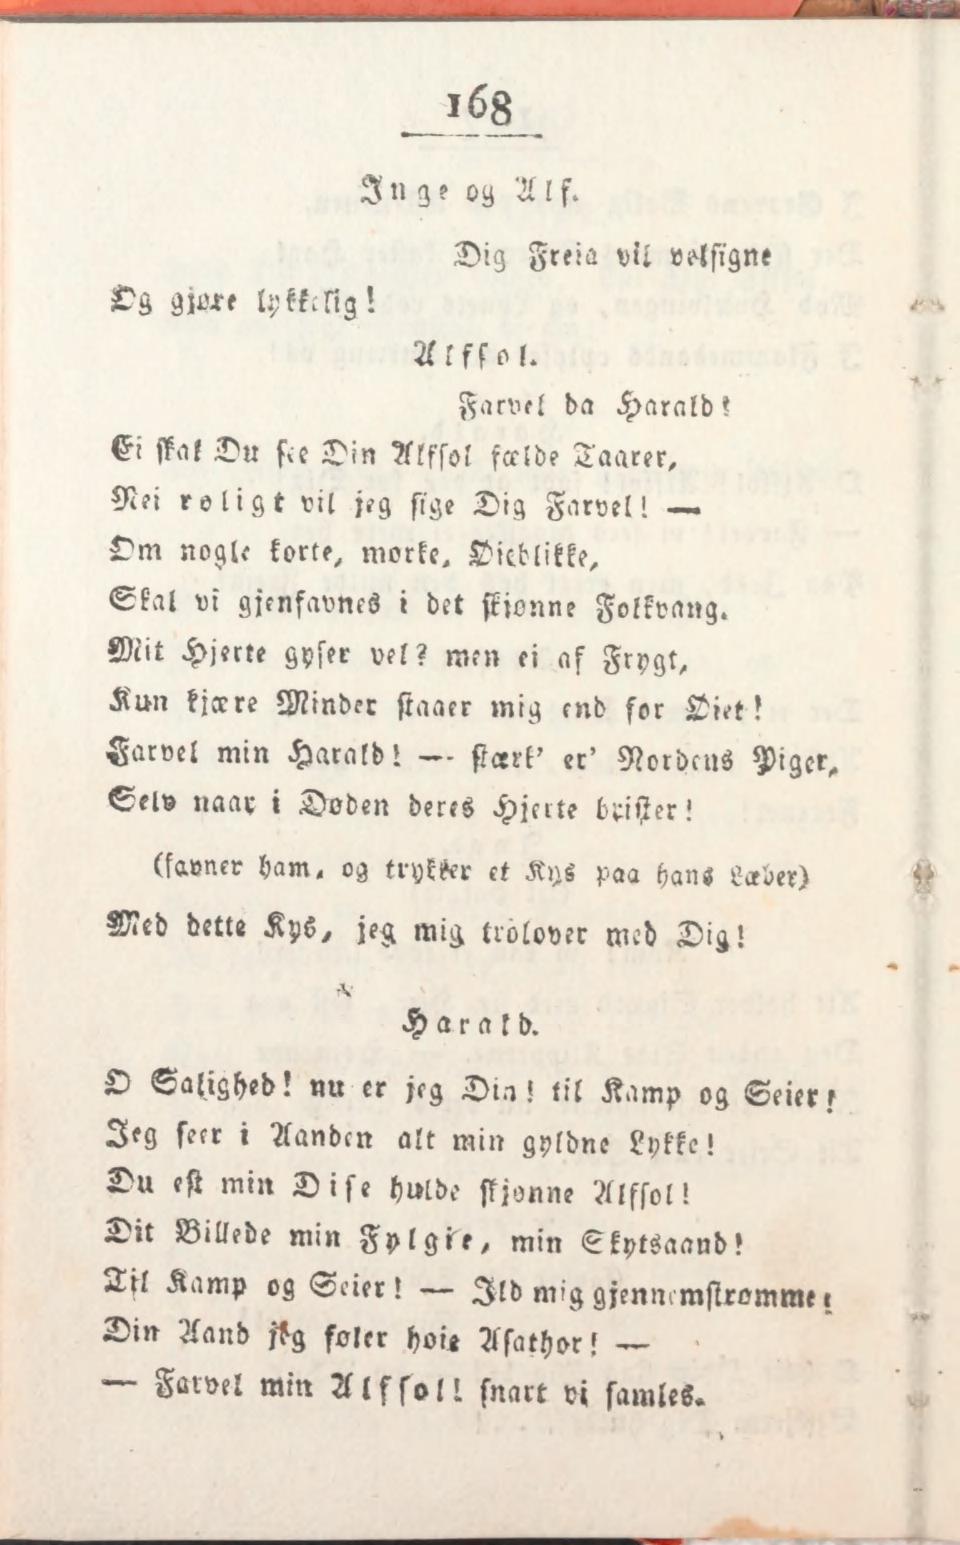 168
Inge og Alf.
Dig Freia vil velsigne
Og gjøre lykkelig!
Alfsol.
Farvel da Harald!
Ei skal Du see Din Alfsol fælde Taarer,
Nei roligt vil jeg sige Dig Farvel! —
Om nogle korte, mørke, Øieblikke,
Skal vi gjenfavnes i det skjønne Folkvang.
Mit Hjerte gyser vel? men ei af Frygt,
Kun kjære Minder staaer mig end for Øiet!
Farvel min Harald! — stærk' er' Nordens Piger,
Selv naar i Døden deres Hjerte brister!
(favner ham, og trykker et Kys paa hans Læber)
Med dette Kys, jeg mig trolover med Dig!
Harald.
O Salighed! nu er jeg Din! til Kamp og Seier!
Jeg seer i Aanden alt min gyldne Lykke!
Du est min Dise hulde skjønne Alfsol!
Dit Billede min Fylgie, min Skytsaand!
Til Kamp og Seier! — Ild mig gjennemstrømme!
Din Aand jeg føler høie Asathor! —
— Farvel min Alfsol! snart vi samles.